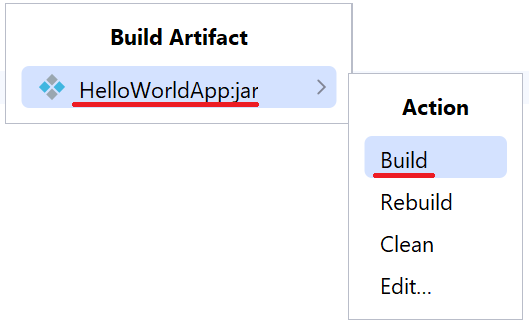 Build Artifact
HelloWorldApp:jar
Action
Build
Rebuild
Clean
Edit...